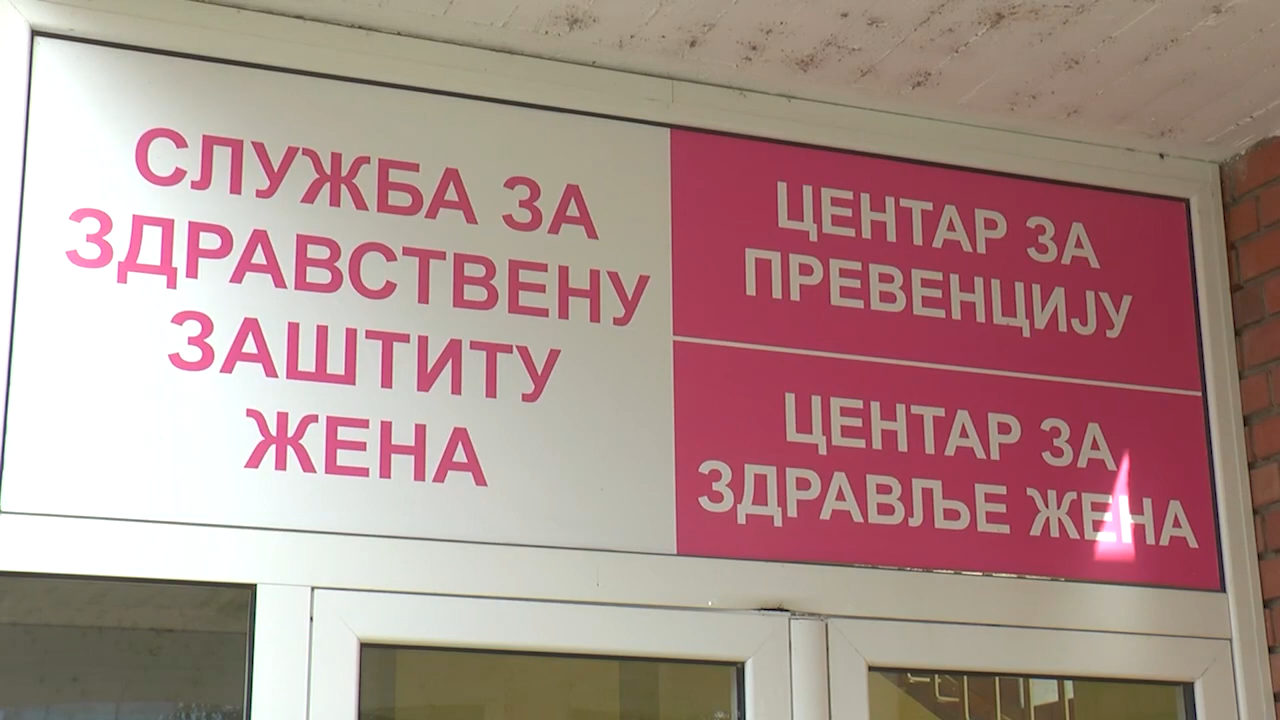 СЛУЖБА ЗА
ЗДРАВСТВЕНУ
ЗАШТИТУ
ЖЕНА
ЦЕНТАР ЗА
ПРЕВЕНЦИЈУ
ЦЕНТАР ЗА
ЗДРАВЉЕ ЖЕНА